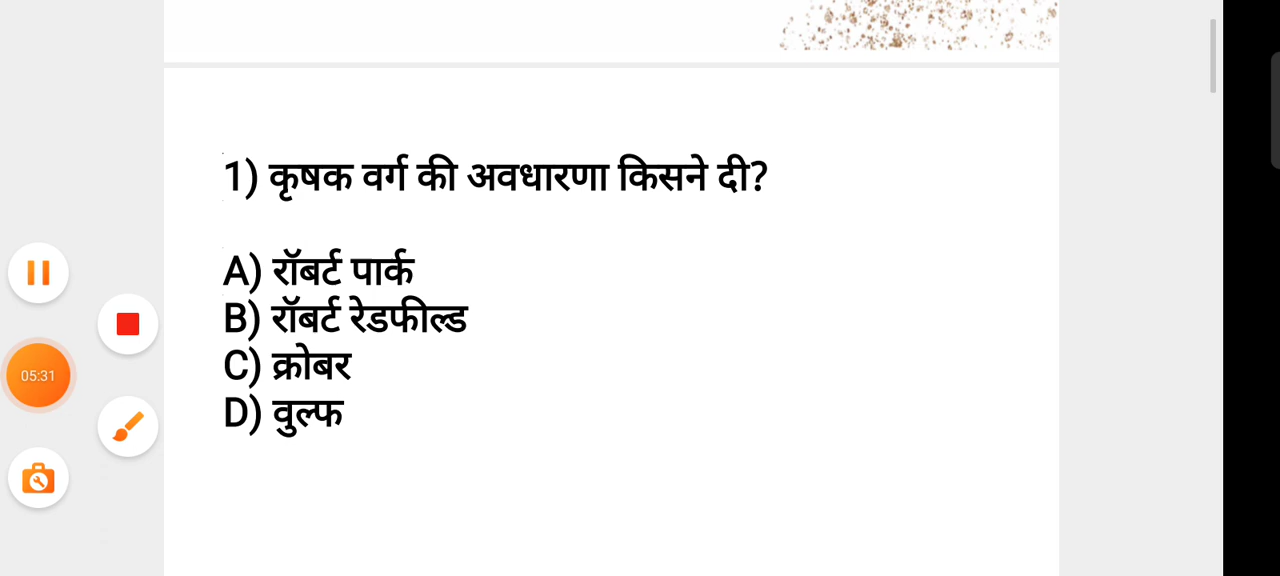 1) कृषक वर्ग की अवधारणा किसने दी?
A) रॉबर्ट पार्क
B) रॉबर्ट रेडफील्ड
C) क्रोबर
D) वुल्फ
05:31